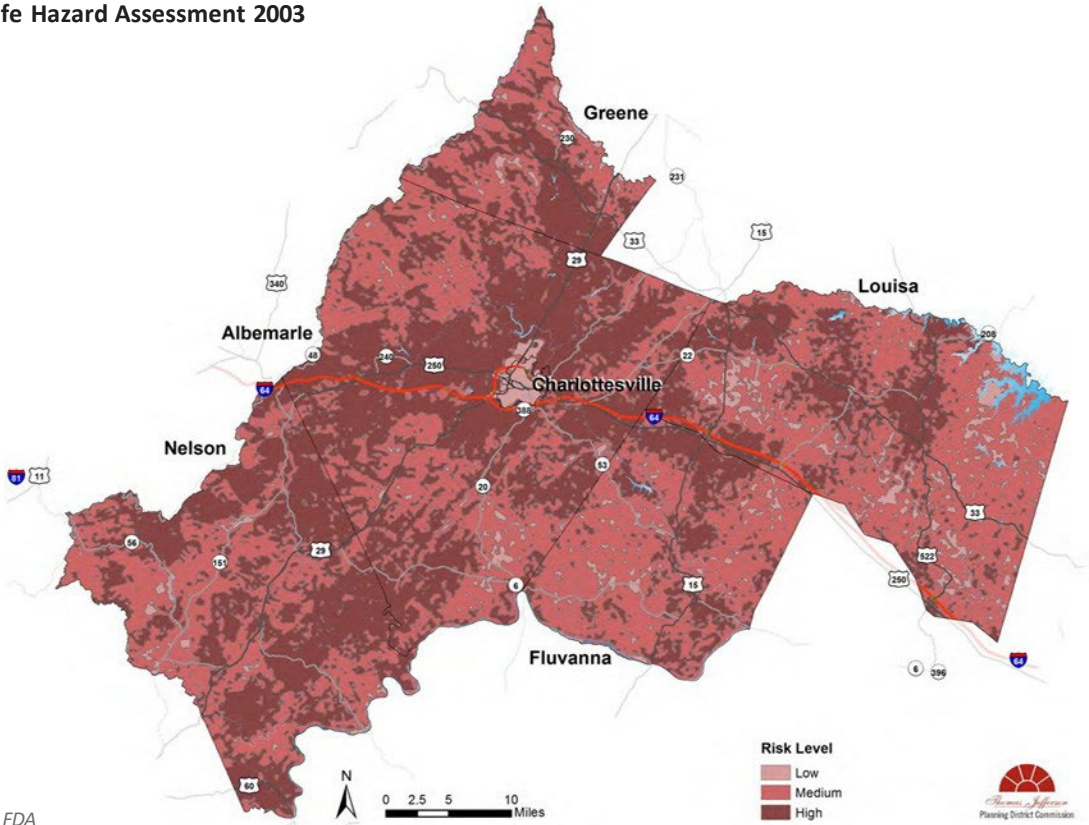 fe Hazard Assessment 2003
Greene
230
231
15
33
29
340
Louisa
208
Albemarle
48
240
250
22
64
Charlottesville
388
64
Nelson
81
11
53
20
56
151
29
33
522
250
6
15
Fluvanna
6
396
64
60
N
0 2.5 5 10
Miles
Risk Level
Low
Medium
High
Thomas Jefferson
Planning District Commission
FDA